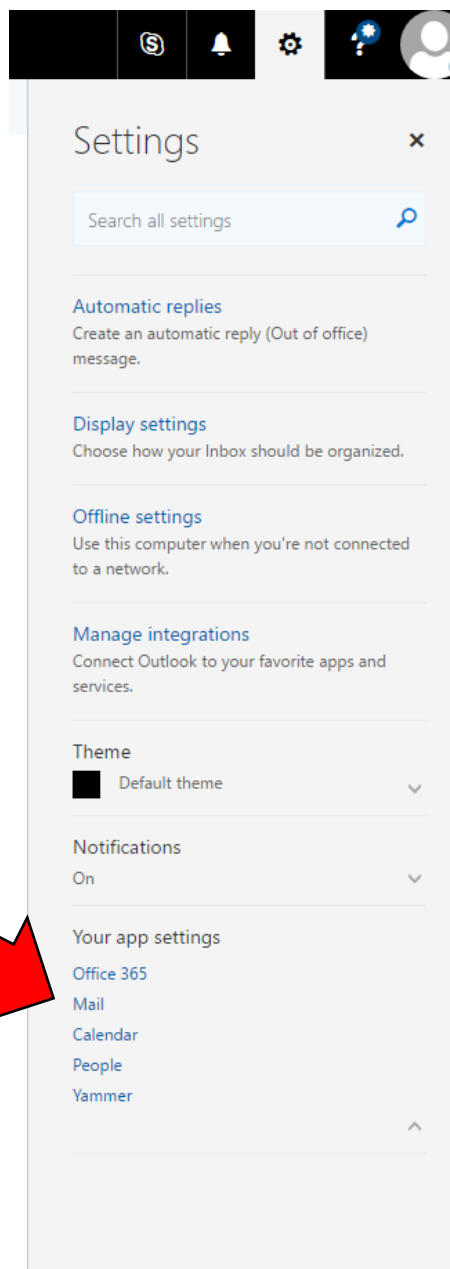 Settings
Search all settings
Automatic replies
Create an automatic reply (Out of office)
message.
Display settings
Choose how your Inbox should be organized.
Offline settings
Use this computer when you're not connected
to a network.
Manage integrations
Connect Outlook to your favorite apps and
services.
Theme
Default theme
Notifications
On
Your app settings
Office 365
Mail
Calendar
People
Yammer